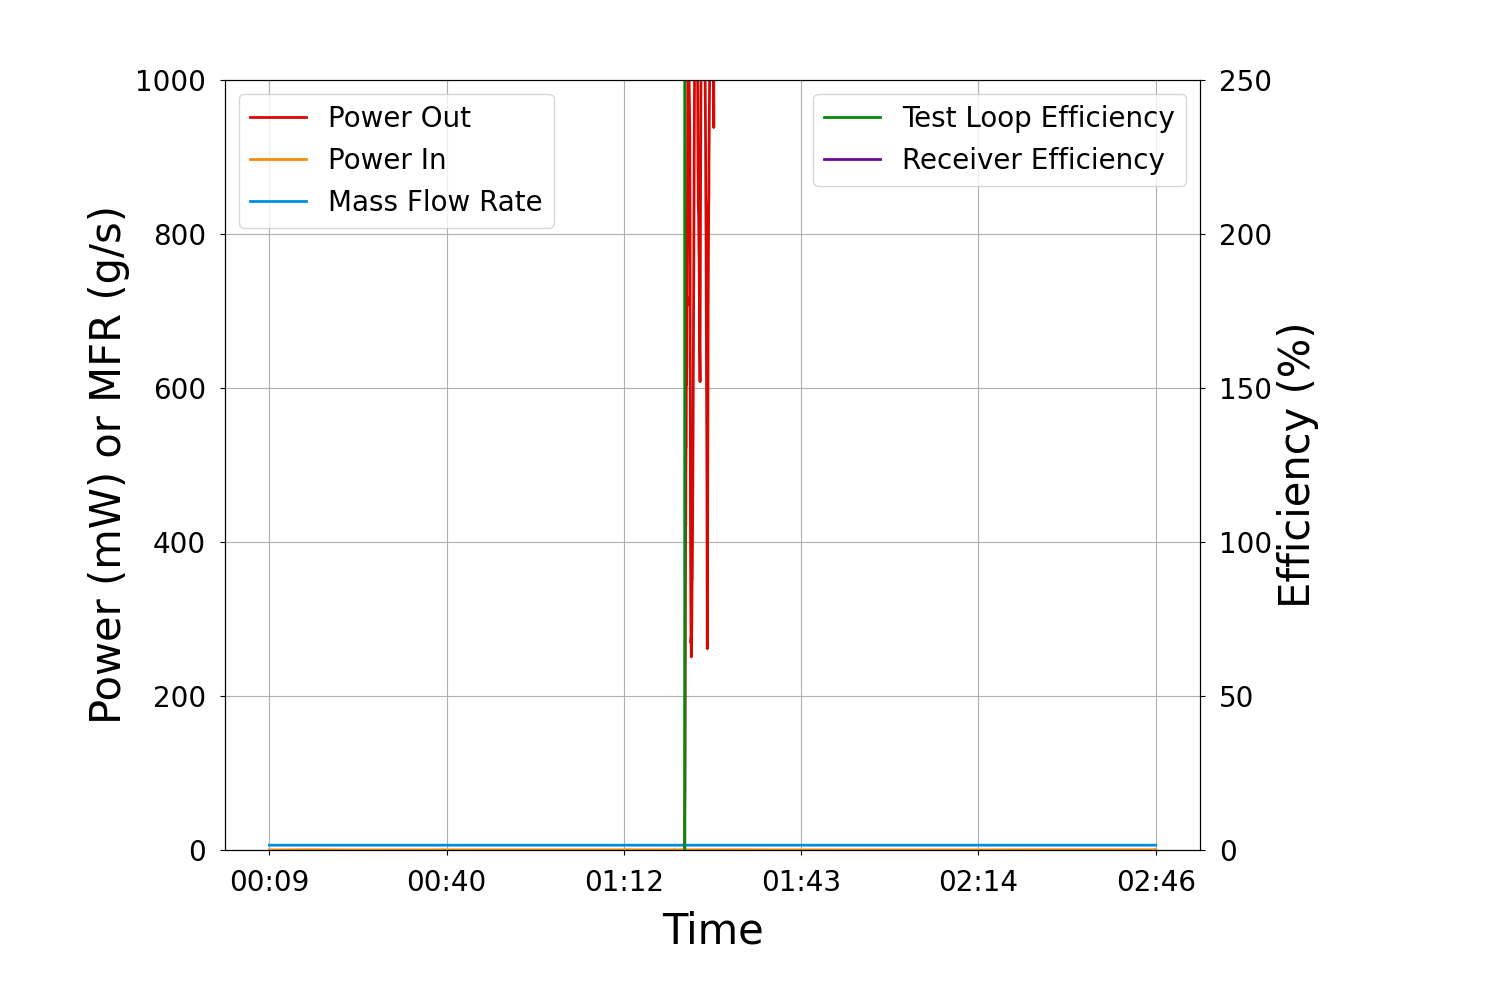 1000
800
600
400
200
0
Power (mW) or MFR (g/s)
Power Out
Power In
Mass Flow Rate
Test Loop Efficiency
Receiver Efficiency
250
200
150
100
50
0
Efficiency (%)
00:09 00:40 01:12 01:43 02:14 02:46
Time